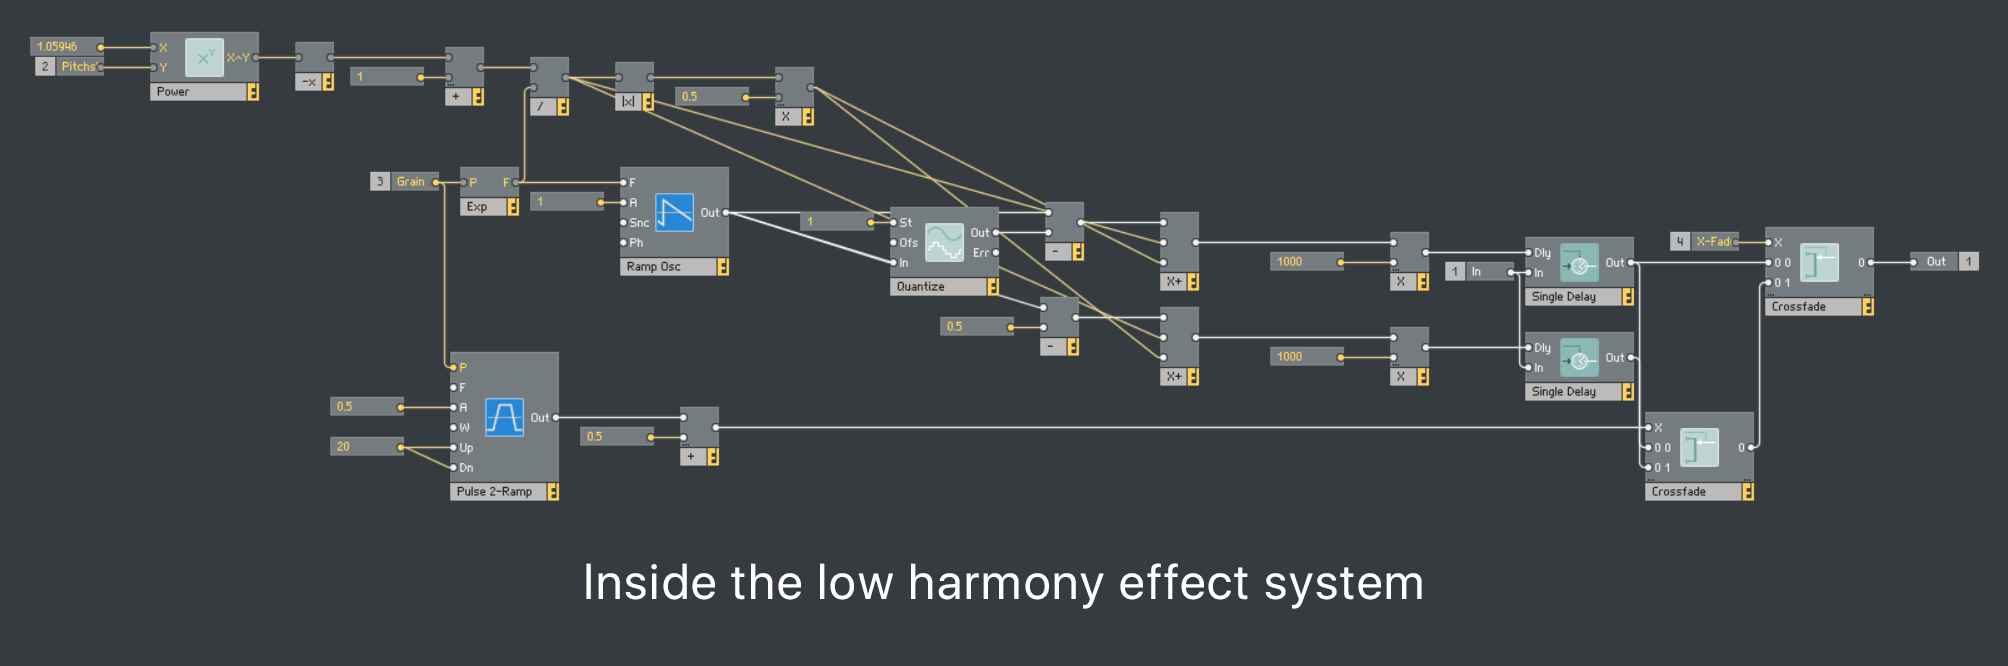 1.05946
2 Pitchs'
X
Y
X^Y
Power
-x
1
+
/
|x|
0.5
X
3 Grain
P F
Exp
1
F
A
Snc
Ph
Out
Ramp Osc
1
St
Ofs
In
Out
Err
Quantize
-
0.5
-
X+
X+
1000
X
1000
X
1 In
Dly
In
Out
Single Delay
Dly
In
Out
Single Delay
4 X-Fad
X
0 0
0 1
0
Crossfade
Out 1
P
F
A
W
Up
Dn
Out
Pulse 2-Ramp
0.5
20
0.5
+
X
0 0
0 1
0
Crossfade
Inside the low harmony effect system